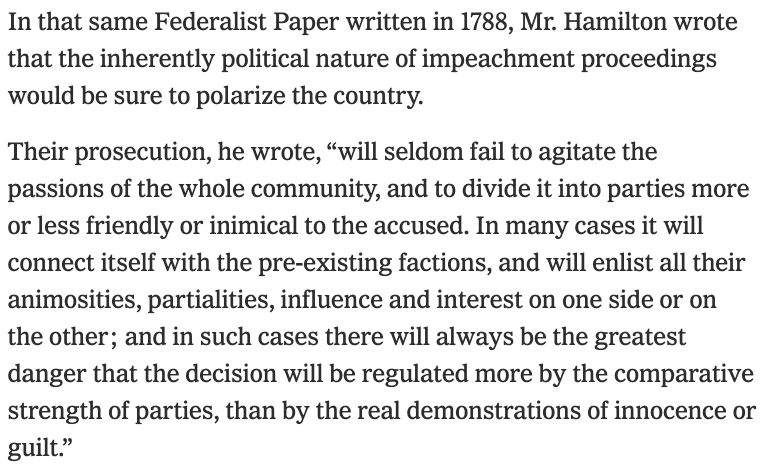 In that same Federalist Paper written in 1788, Mr. Hamilton wrote
that the inherently political nature of impeachment proceedings
would be sure to polarize the country.
Their prosecution, he wrote, “will seldom fail to agitate the
passions of the whole community, and to divide it into parties more
or less friendly or inimical to the accused. In many cases it will
connect itself with the pre-existing factions, and will enlist all their
animosities, partialities, influence and interest on one side or on
the other; and in such cases there will always be the greatest
danger that the decision will be regulated more by the comparative
strength of parties, than by the real demonstrations of innocence or
guilt.”